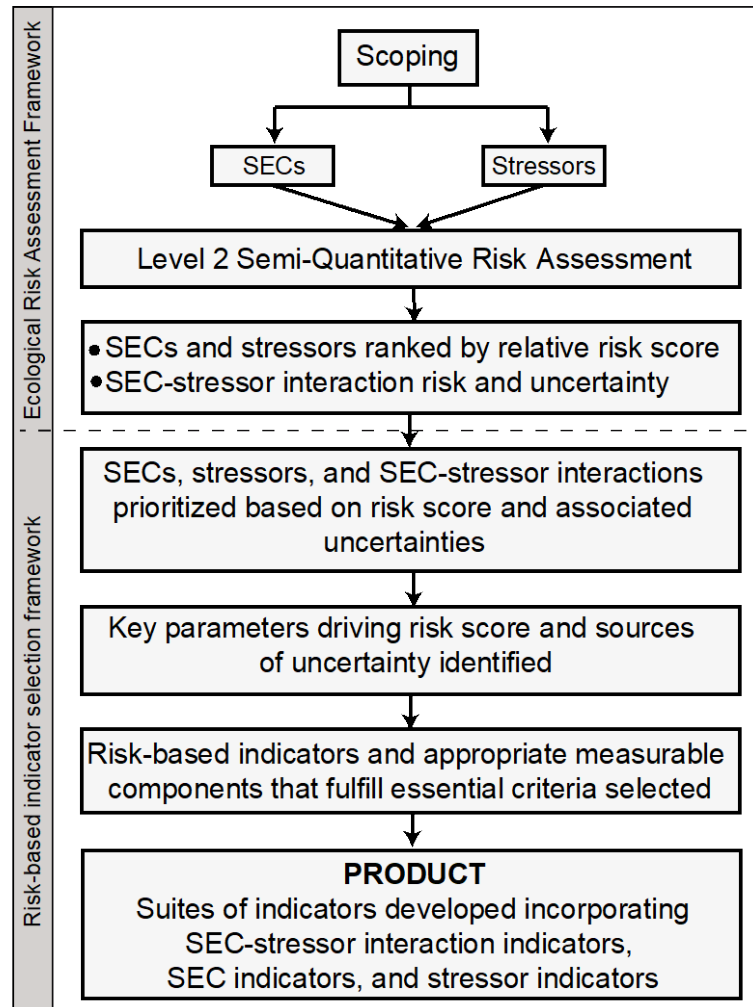 Ecological Risk Assessment Framework
Scoping
SECs
Stressors
Level 2 Semi-Quantitative Risk Assessment
• SECs and stressors ranked by relative risk score
• SEC-stressor interaction risk and uncertainty
Risk-based indicator selection framework
SECs, stressors, and SEC-stressor interactions
prioritized based on risk score and associated
uncertainties
Key parameters driving risk score and sources
of uncertainty identified
Risk-based indicators and appropriate measurable
components that fulfill essential criteria selected
PRODUCT
Suites of indicators developed incorporating
SEC-stressor interaction indicators,
SEC indicators, and stressor indicators